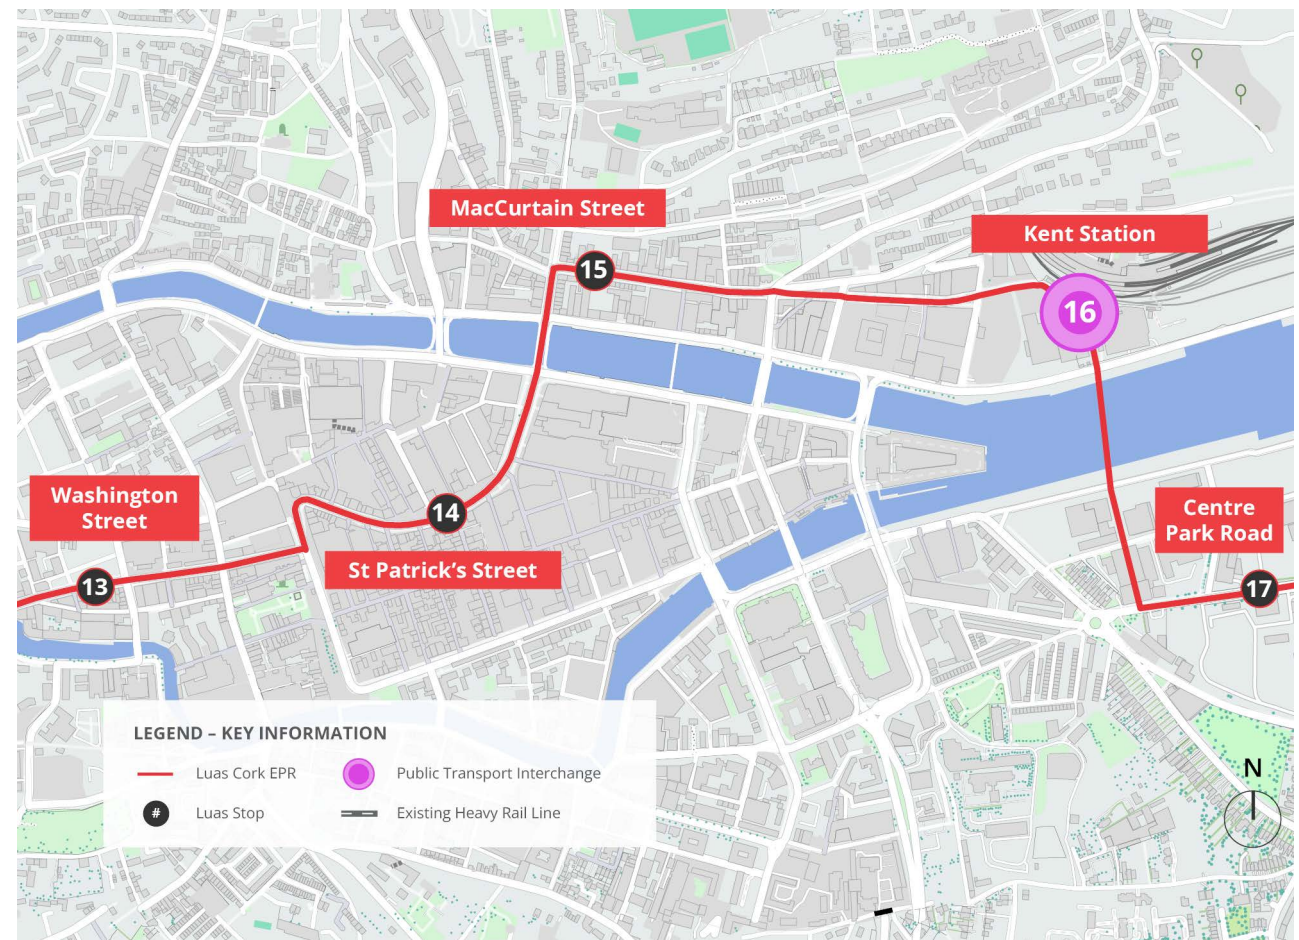 MacCurtain Street
15
Kent Station
16
Washington
Street
14
Centre
Park Road
St Patrick's Street
13
17
LEGEND – KEY INFORMATION
Luas Cork EPR
Public Transport Interchange
# Luas Stop
Existing Heavy Rail Line
N